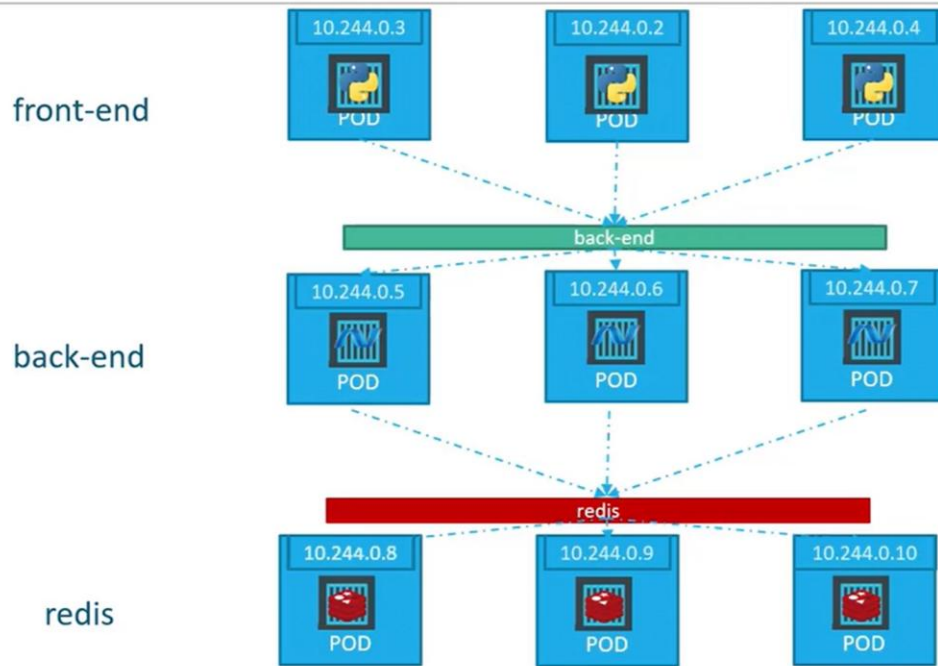 10.244.0.3
10.244.0.2
10.244.0.4
front-end
POD
POD
POD
back-end
10.244.0.5
10.244.0.6
10.244.0.7
back-end
POD
POD
POD
redis
10.244.0.8
10.244.0.9
10.244.0.10
redis
POD
POD
POD